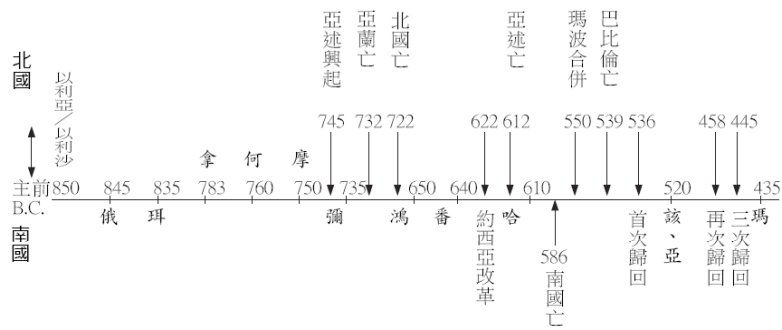 亞述興起
亞蘭亡
北國亡
亞述亡
瑪波合併
巴比倫亡
北國
以利亞/以利沙
745 732 722 622 612 550 539 536 458 445
拿 何 摩
主前 850 845 835 783 760 750 735 650 640 610 520 435
B.C.
南國
俄 珥 彌 鴻 番 哈 瑪
約西亞改革
586 南國亡
首次歸回
該、亞
再次歸回
三次歸回